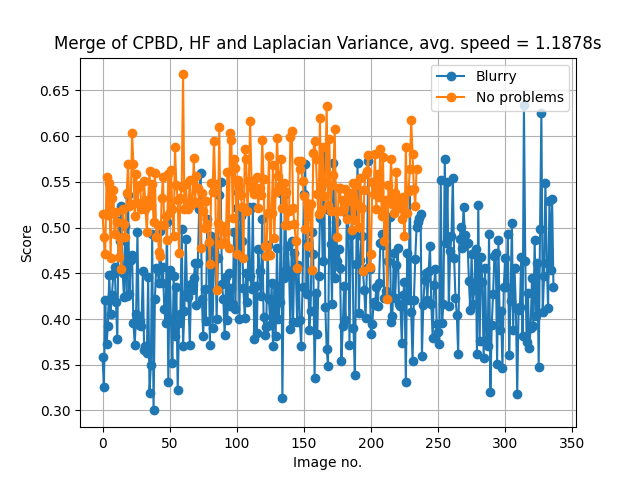 Merge of CPBD, HF and Laplacian Variance, avg. speed = 1.1878s
Blurry
No problems
Score
0.65
0.60
0.55
0.50
0.45
0.40
0.35
0.30
0 50 100 150 200 250 300 350
Image no.